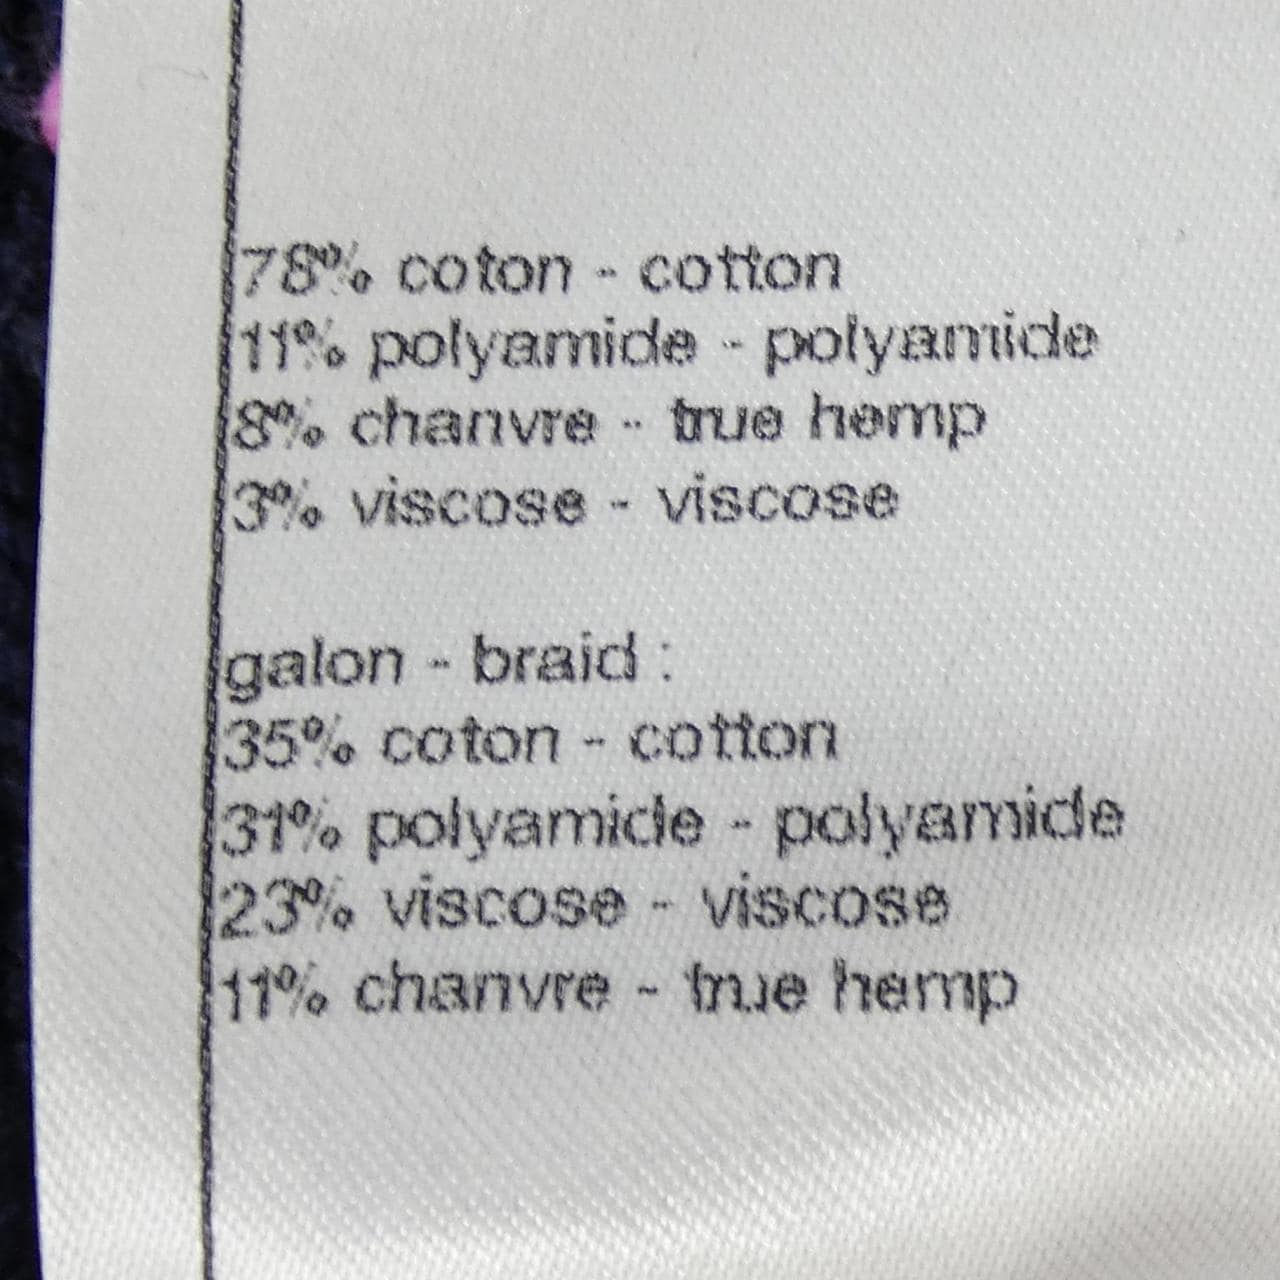 78% coton - cotton
11% polyamide - polyamide
8% chanvre - true hemp
3% viscose - viscose
galon - braid :
35% coton - cotton
31% polyamide - polyamide
23% viscose - viscose
11% chanvre - true hemp